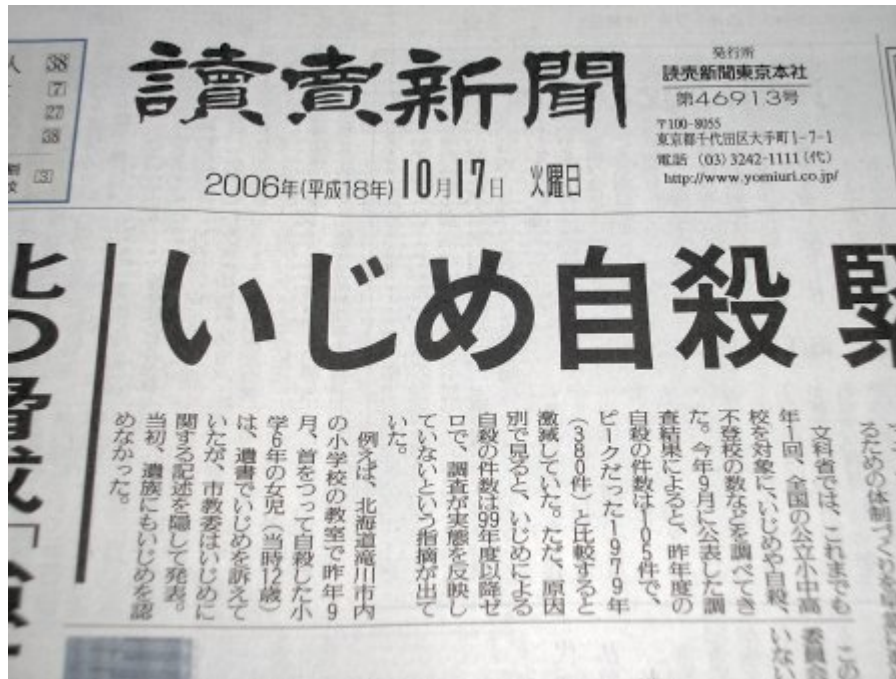 讀賣新聞
発行所
読売新聞東京本社
第46913号
〒100-8055
東京都千代田区大手町1-7-1
電話 (03)3242-1111(代)
http://www.yomiuri.co.jp/
2006年(平成18年)10月17日 火曜日
38
[7]
27
38
[3]
いじめ自殺 緊
るための体制づくり
文科省では、これまでも
年1回、全国の公立小中高
校を対象に、いじめや自殺、
不登校の数などを調べてき
た。今年9月に公表した調
査結果によると、昨年度の
自殺の件数は105件で、
ピークだった1979年
(380件)と比較すると
激減していた。ただ、原因
別で見ると、いじめによる
自殺の件数は99年度以降ゼ
ロで、調査が実態を反映し
ていないという指摘が出て
いた。
例えば、北海道滝川市内
の小学校の教室で昨年9
月、首をつって自殺した小
学6年の女児(当時12歳)
は、遺書でいじめを訴えて
いたが、市教委はいじめに
関する記述を隠して発表。
当初、遺族にもいじめを認
めなかった。
この
委員会
いない
の脅威「